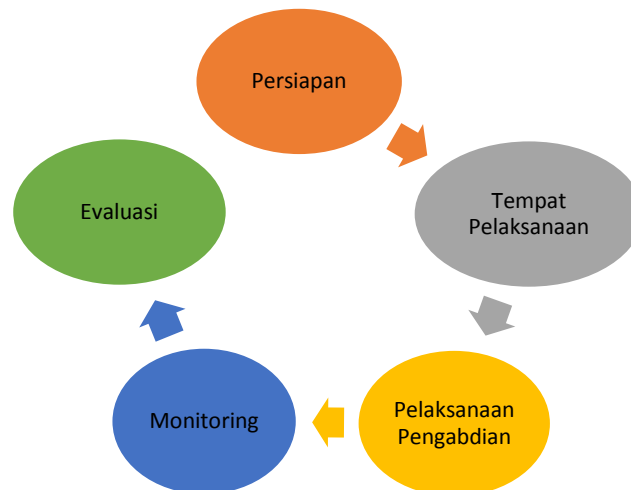 Persiapan
Tempat
Pelaksanaan
Pelaksanaan
Pengabdian
Monitoring
Evaluasi